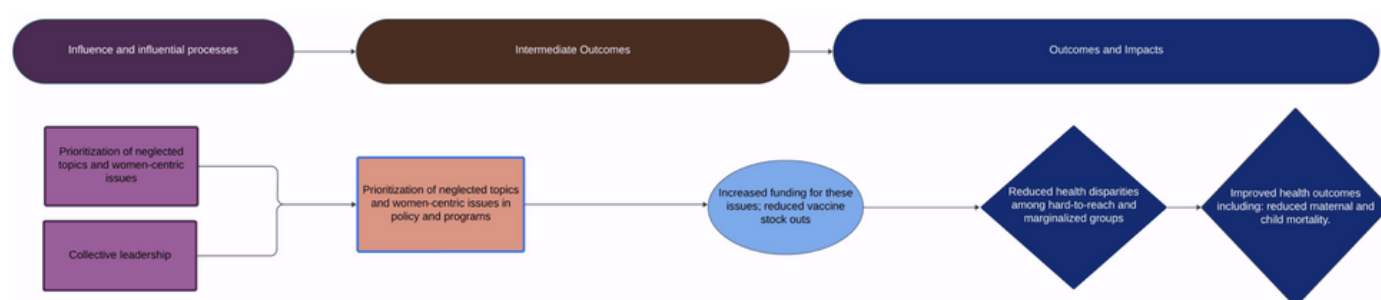 Influence and influential processes
Intermediate Outcomes
Outcomes and Impacts
Prioritization of neglected
topics and women-centric
issues
Collective leadership
Prioritization of neglected topics
and women-centric issues in
policy and programs
Increased funding for these
issues; reduced vaccine
stock outs
Reduced health disparities
among hard-to-reach and
marginalized groups
Improved health outcomes
including: reduced maternal and
child mortality.